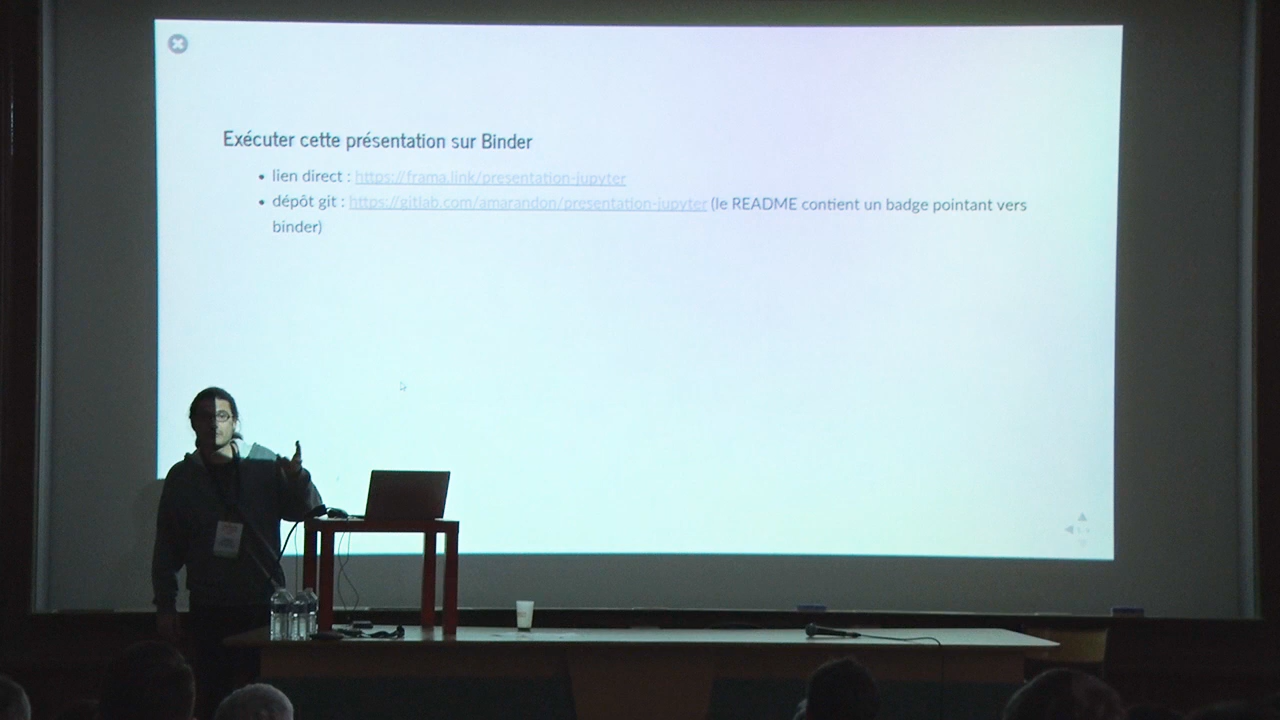 Exécuter cette présentation sur Binder
• lien direct : https://frama.link/presentation-jupyter
• dépôt git : https://gitlab.com/amarandon/presentation-jupyter (le README contient un badge pointant vers
binder)